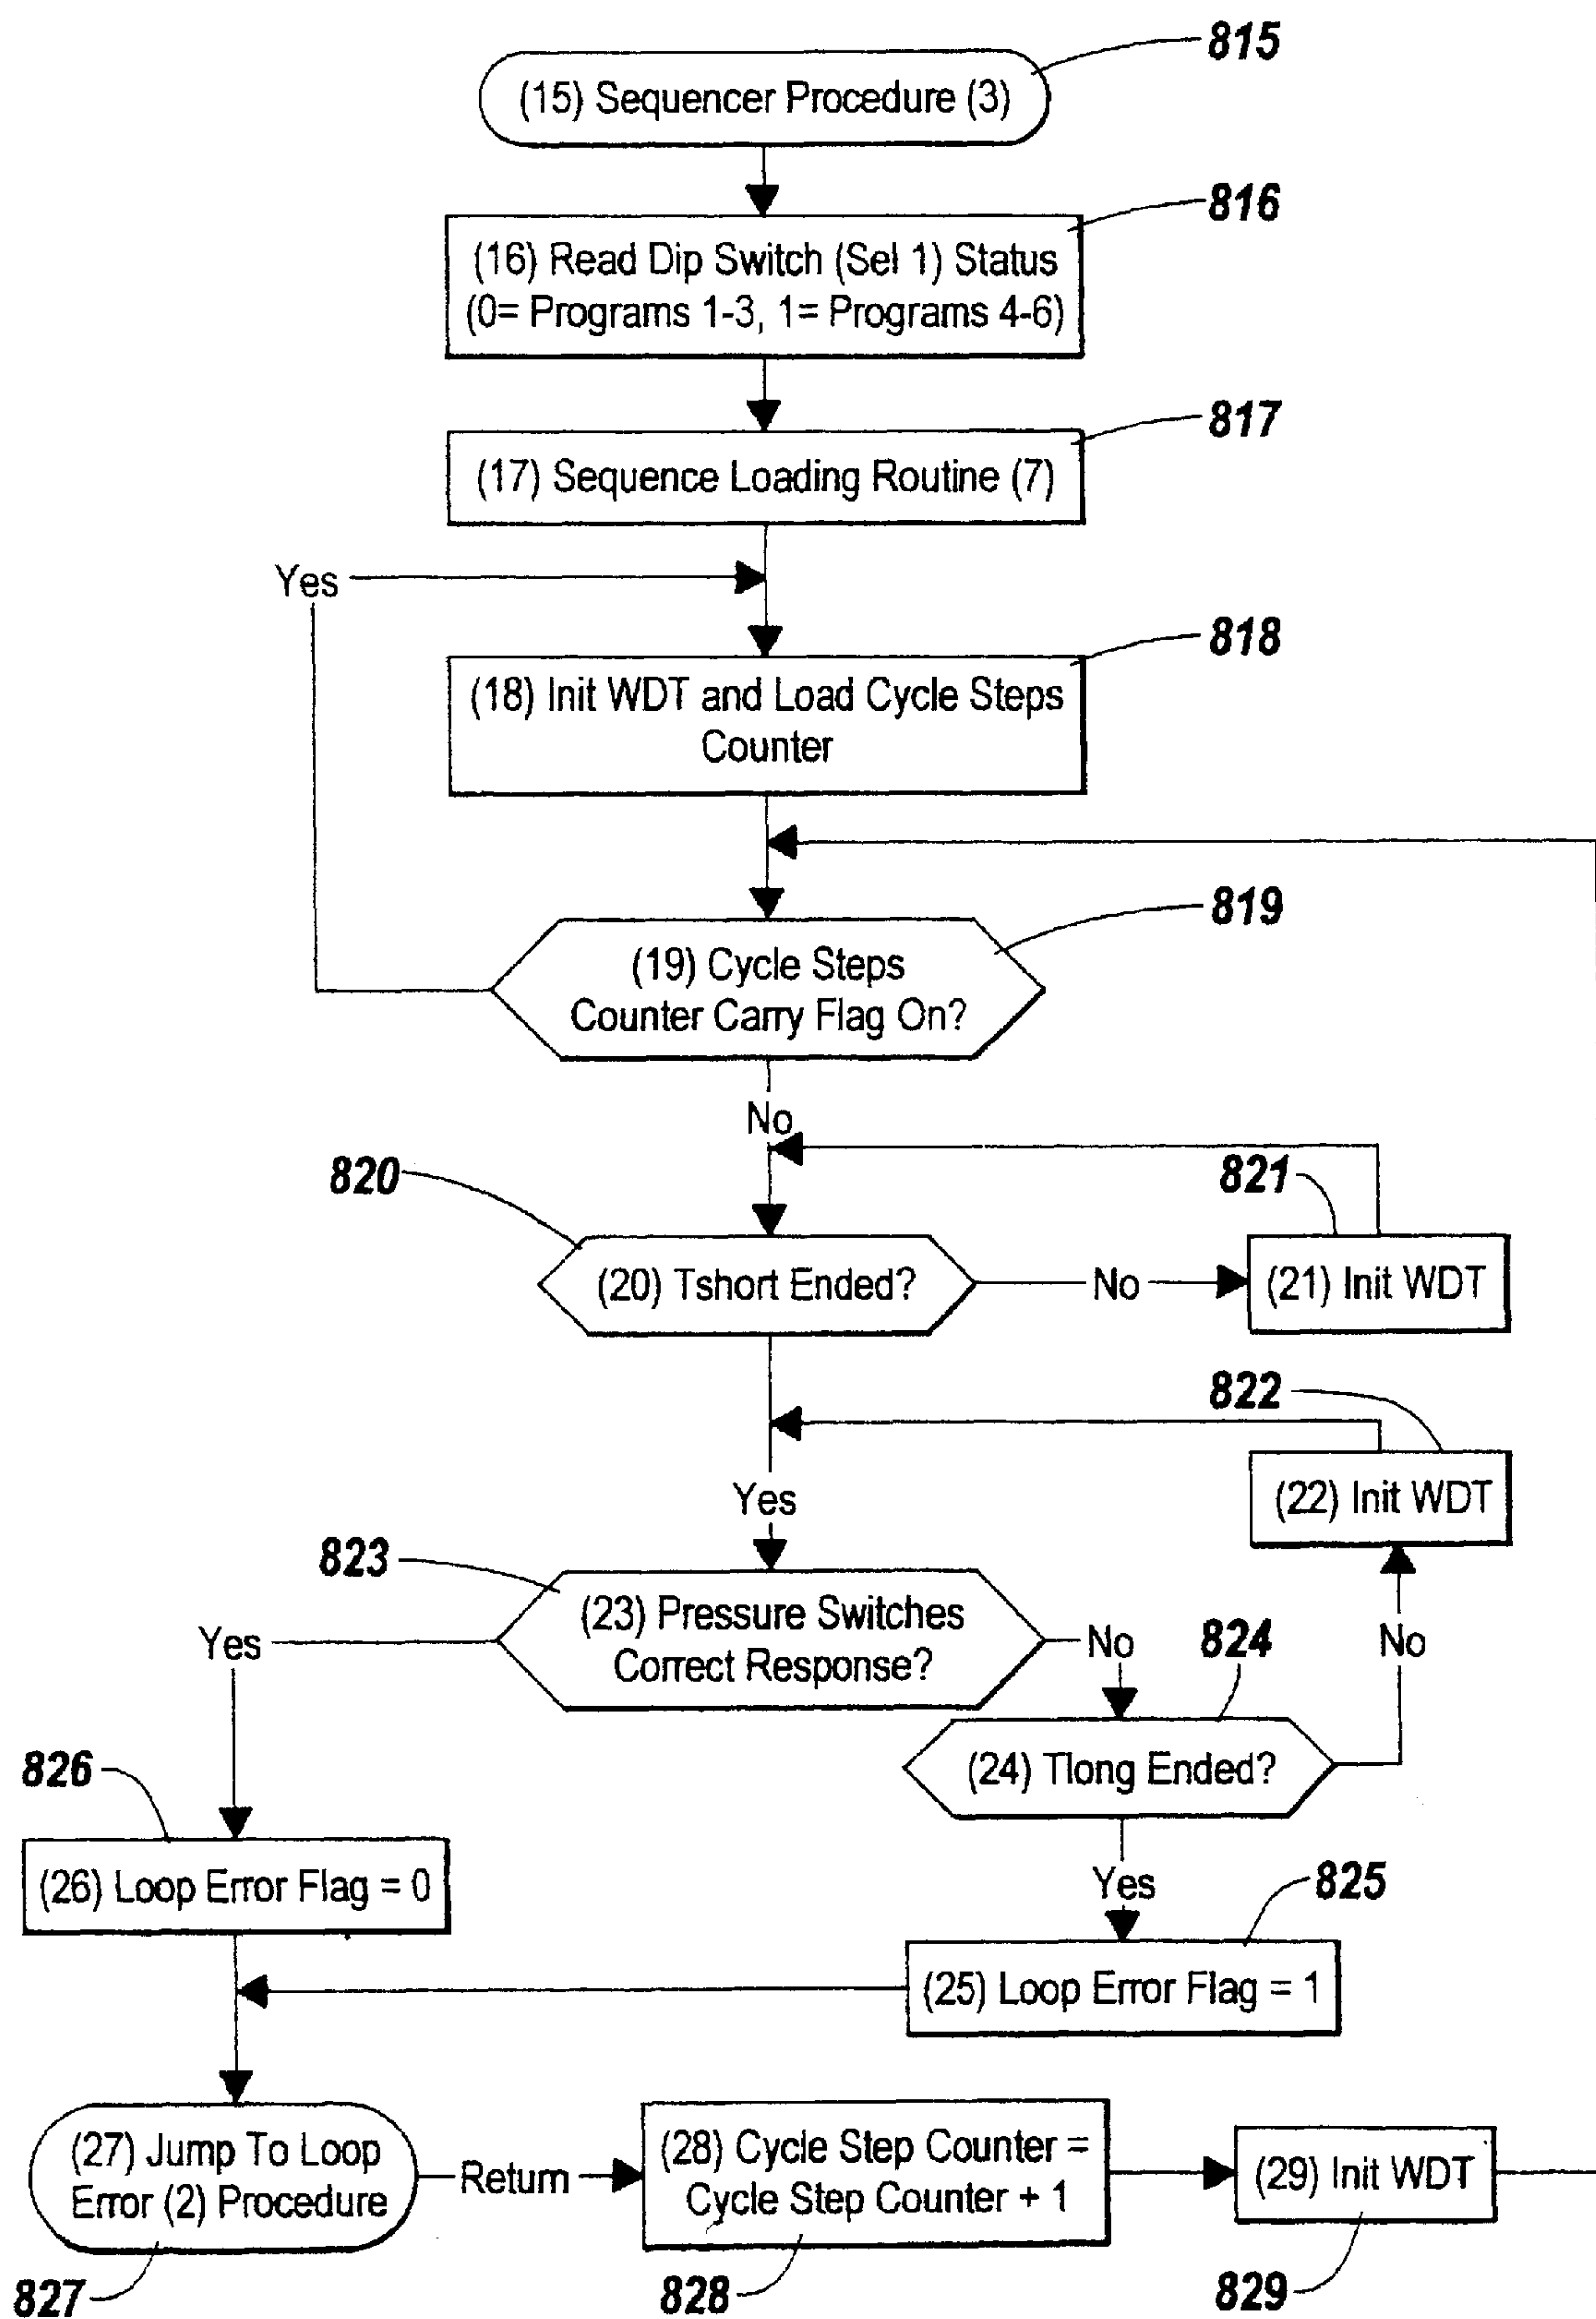 815
(15) Sequencer Procedure (3)
816
(16) Read Dip Switch (Sel 1) Status
(0= Programs 1-3, 1= Programs 4-6)
817
(17) Sequence Loading Routine (7)
Yes
818
(18) Init WDT and Load Cycle Steps
Counter
819
(19) Cycle Steps
Counter Carry Flag On?
No
820
821
(20) Tshort Ended?
No
(21) Init WDT
822
Yes
(22) Init WDT
823
(23) Pressure Switches
Correct Response?
Yes
No
824
No
826
(24) Tlong Ended?
(26) Loop Error Flag = 0
Yes
825
(25) Loop Error Flag = 1
(27) Jump To Loop
Error (2) Procedure
Return
(28) Cycle Step Counter =
Cycle Step Counter + 1
(29) Init WDT
827
828
829